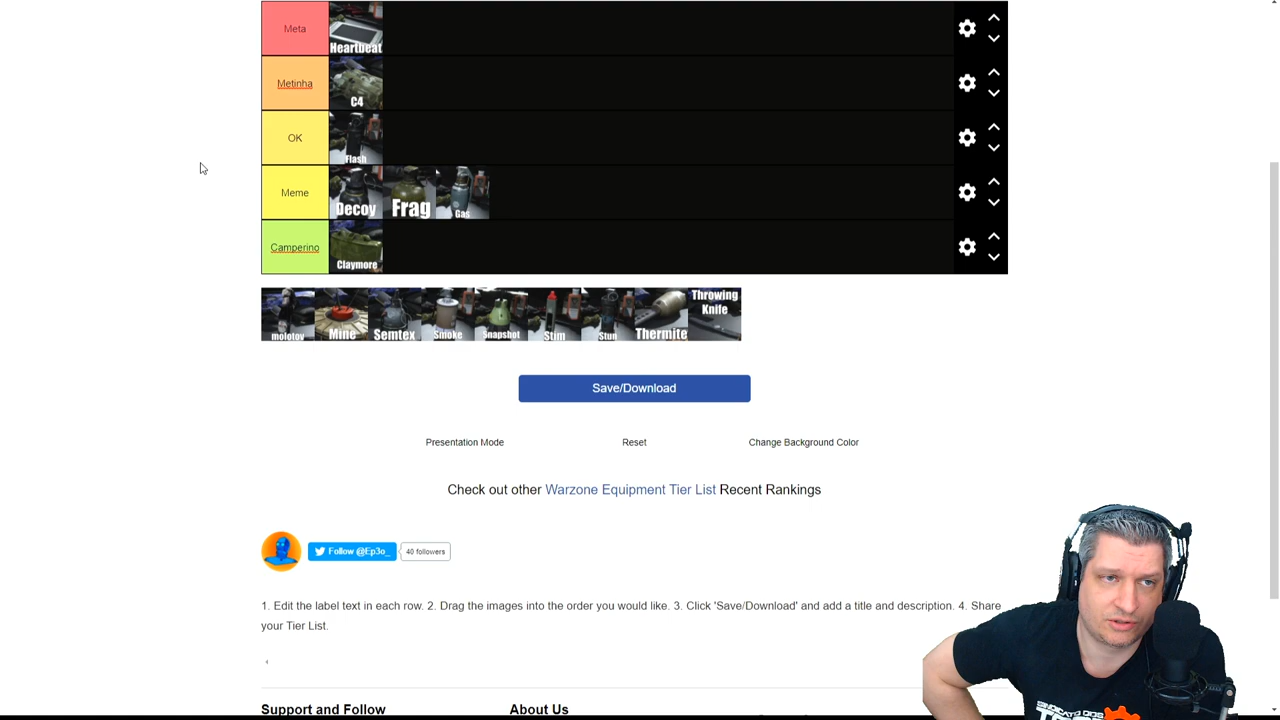 Meta
Heartbeat
Metinha
C4
OK
Flash
Meme
Decoy
Frag
Gas
Camperino
Claymore
molotov
Mine
Semtex
Smoke
Snapshot
Stim
Stun
Thermite
Throwing
Knife
Save/Download
Presentation Mode
Reset
Change Background Color
Check out other Warzone Equipment Tier List Recent Rankings
Follow @Ep3o_
40 followers
1. Edit the label text in each row. 2. Drag the images into the order you would like. 3. Click 'Save/Download' and add a title and description. 4. Share
your Tier List.
Support and Follow
About Us
SINDICATO OPS